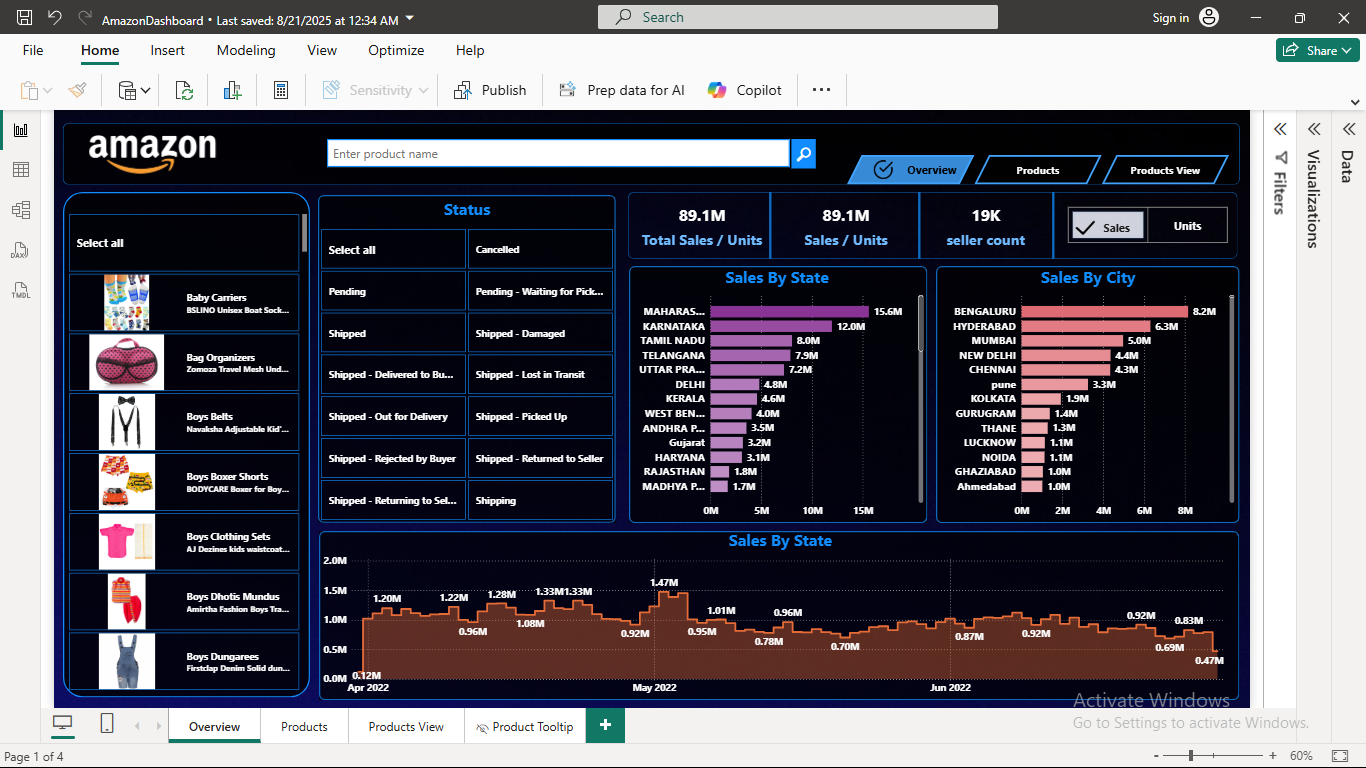 AmazonDashboard • Last saved: 8/21/2025 at 12:34 AM
Search
Sign in
File Home Insert Modeling View Optimize Help
Share
Sensitivity
Publish
Prep data for AI
Copilot
amazon
Enter product name
Overview
Products
Products View
Select all
Baby Carriers
BSLINO Unisex Boat Sock...
Bag Organizers
Zomoza Travel Mesh Und...
Boys Belts
Navaksha Adjustable Kid'...
Boys Boxer Shorts
BODYCARE Boxer for Boy...
Boys Clothing Sets
AJ Dezines kids waistcoat...
Boys Dhotis Mundus
Amirtha Fashion Boys Tra...
Boys Dungarees
Firstclap Denim Solid dun...
Status
Select all Cancelled
Pending Pending - Waiting for Pick...
Shipped Shipped - Damaged
Shipped - Delivered to Bu... Shipped - Lost in Transit
Shipped - Out for Delivery Shipped - Picked Up
Shipped - Rejected by Buyer Shipped - Returned to Seller
Shipped - Returning to Sel... Shipping
89.1M
Total Sales / Units
89.1M
Sales / Units
19K
seller count
Sales
Units
Sales By State
MAHARAS... 15.6M
KARNATAKA 12.0M
TAMIL NADU 8.0M
TELANGANA 7.9M
UTTAR PRA... 7.2M
DELHI 4.8M
KERALA 4.6M
WEST BEN... 4.0M
ANDHRA P... 3.5M
Gujarat 3.2M
HARYANA 3.1M
RAJASTHAN 1.8M
MADHYA P... 1.7M
0M 5M 10M 15M
Sales By City
BENGALURU 8.2M
HYDERABAD 6.3M
MUMBAI 5.0M
NEW DELHI 4.4M
CHENNAI 4.3M
pune 3.3M
KOLKATA 1.9M
GURUGRAM 1.4M
THANE 1.3M
LUCKNOW 1.1M
NOIDA 1.1M
GHAZIABAD 1.0M
Ahmedabad 1.0M
0M 2M 4M 6M 8M
Sales By State
2.0M
1.5M
1.0M
0.5M
0.0M
0.12M
1.20M
1.22M
0.96M
1.28M
1.08M
1.33M
1.33M
0.92M
1.47M
0.95M
1.01M
0.78M
0.96M
0.70M
0.87M
0.92M
0.92M
0.69M
0.83M
0.47M
Apr 2022 May 2022 Jun 2022
Filters
Visualizations
Data
DAX
TMDL
Activate Windows
Go to Settings to activate Windows.
Overview
Products
Products View
Product Tooltip
+
Page 1 of 4
- + 60%